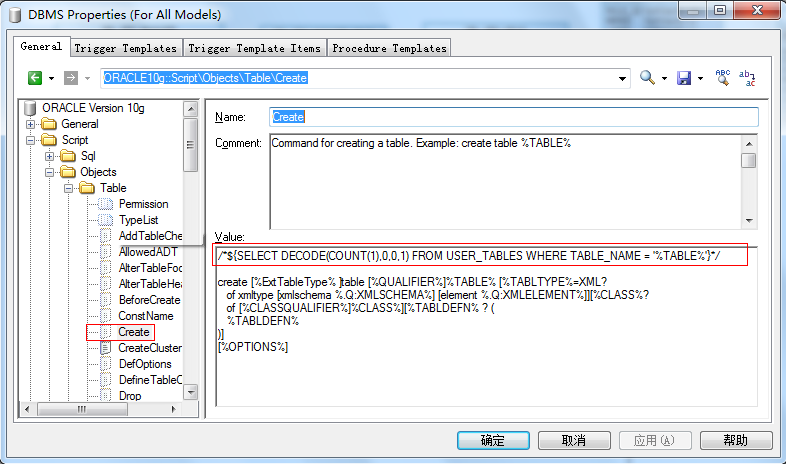 DBMS Properties (For All Models)
General
Trigger Templates
Trigger Template Items
Procedure Templates
ORACLE10g::Script\Objects\Table\Create
ABC
ab
ac
ORACLE Version 10g
General
Script
Sql
Objects
Table
Permission
TypeList
AddTableChe
AllowedADT
AlterTableFoo
AlterTableHea
BeforeCreate
ConstName
Create
CreateCluster
DefOptions
DefineTableC
Drop
Name:
Create
Comment:
Command for creating a table. Example: create table %TABLE%
Value:
/*${SELECT DECODE(COUNT(1),0,0,1) FROM USER_TABLES WHERE TABLE_NAME = '%TABLE%'}*/
create [%ExtTableType% ]table [%QUALIFIER%]%TABLE% [%TABLTYPE%=XML?
of xmltype [xmlschema %.Q:XMLSCHEMA%] [element %.Q:XMLELEMENT%]][%CLASS%?
of [%CLASSQUALIFIER%]%CLASS%][%TABLDEFN% ? (
%TABLDEFN%
)]
[%OPTIONS%]
确定
取消
应用(A)
帮助